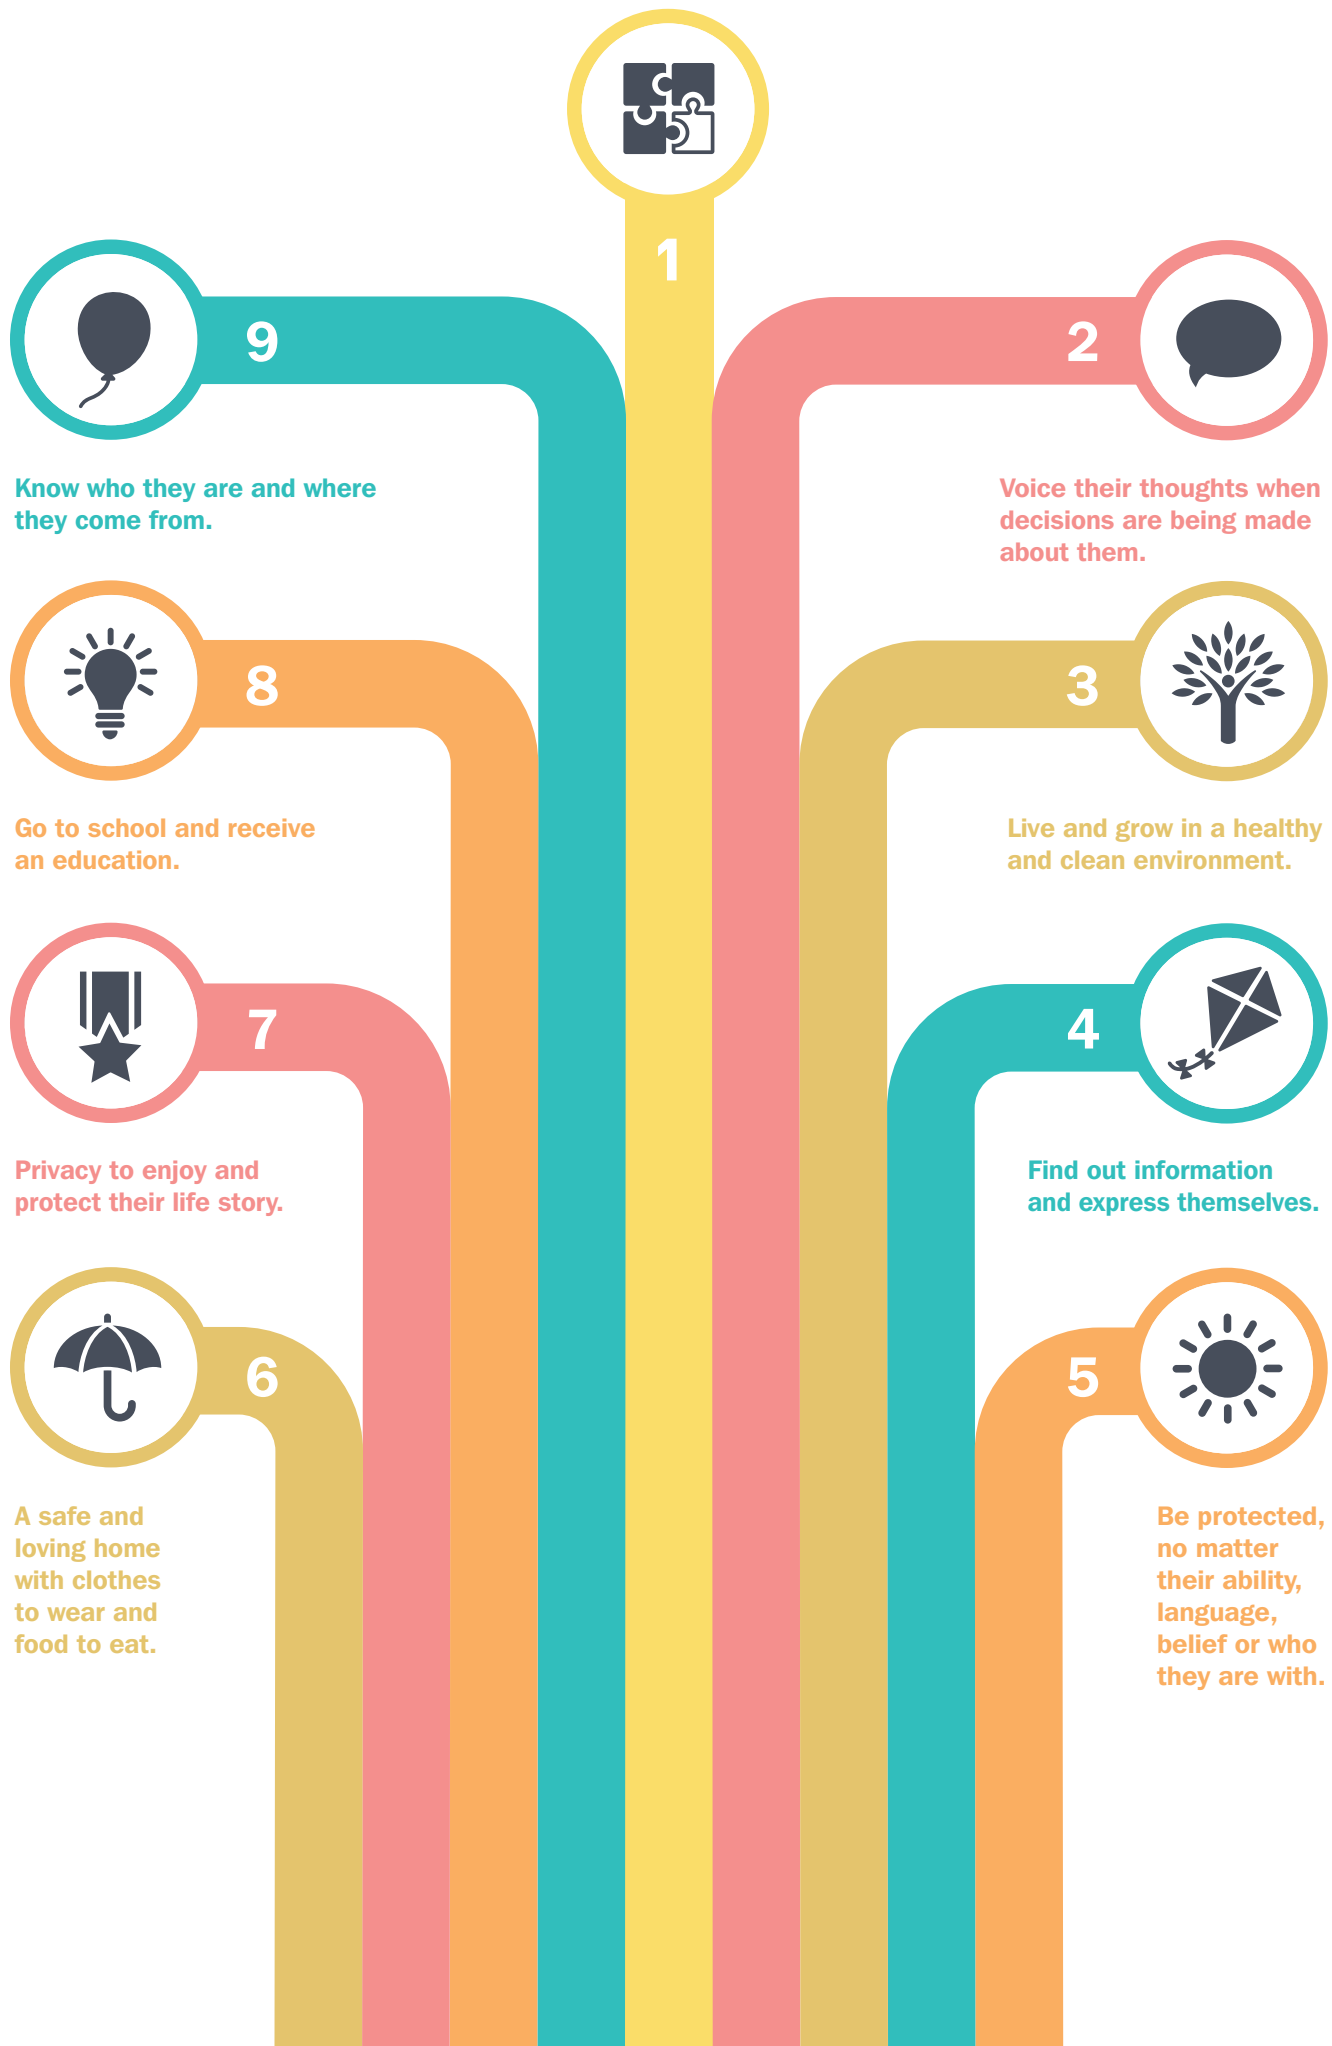 1
2
Voice their thoughts when
decisions are being made
about them.
3
Live and grow in a healthy
and clean environment.
4
Find out information
and express themselves.
5
Be protected,
no matter
their ability,
language,
belief or who
they are with.
6
A safe and
loving home
with clothes
to wear and
food to eat.
7
Privacy to enjoy and
protect their life story.
8
Go to school and receive
an education.
9
Know who they are and where
they come from.